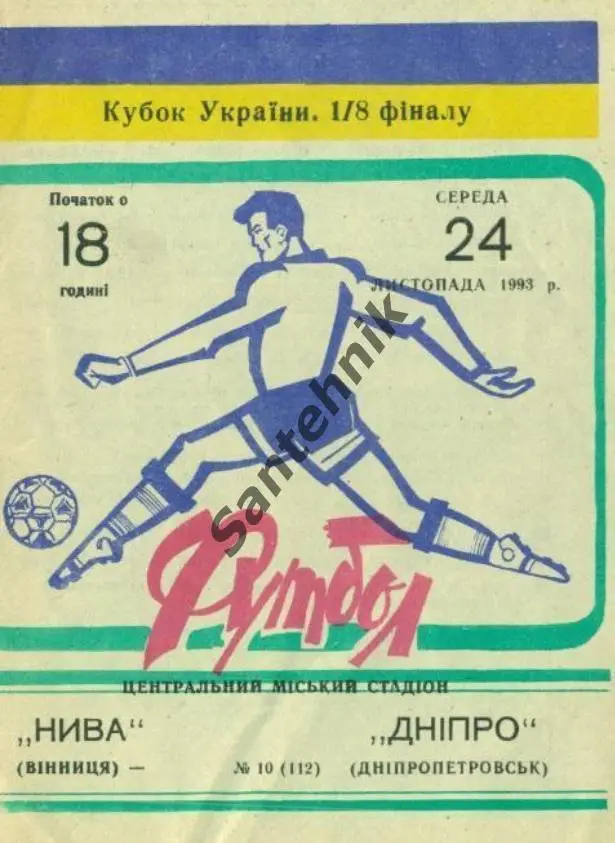 Кубок України. 1/8 фіналу
Початок о
18
годині
СЕРЕДА
24
ЛИСТОПАДА 1993 р.
Santehnik
Футбол
ЦЕНТРАЛЬНИЙ МІСЬКИЙ СТАДІОН
„НИВА“ „ДНІПРО“
(ВІННИЦЯ) — № 10 (112) (ДНІПРОПЕТРОВСЬК)